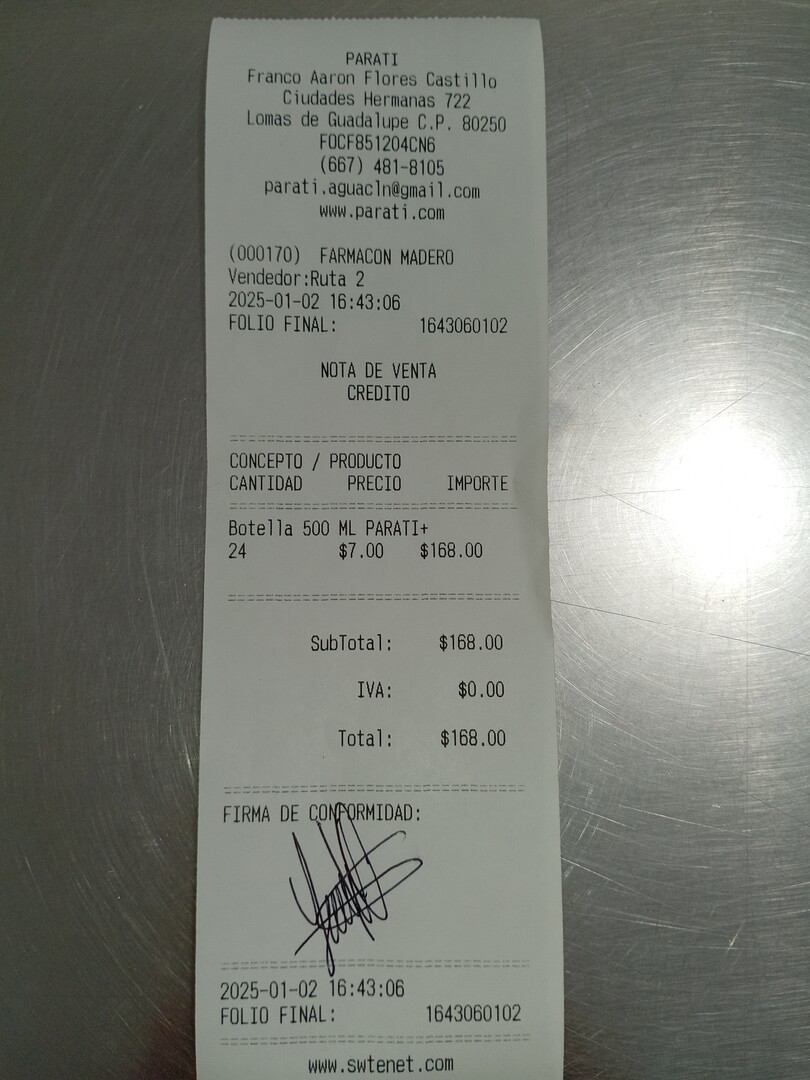 PARATI
Franco Aaron Flores Castillo
Ciudades Hermanas 722
Lomas de Guadalupe C.P. 80250
FOCF851204CN6
(667) 481-8105
parati.aguacln@gmail.com
www.parati.com
(000170) FARMACON MADERO
Vendedor:Ruta 2
2025-01-02 16:43:06
FOLIO FINAL: 1643060102
NOTA DE VENTA
CREDITO
CONCEPTO / PRODUCTO
CANTIDAD PRECIO IMPORTE
Botella 500 ML PARATI+
24 $7.00 $168.00
SubTotal: $168.00
IVA: $0.00
Total: $168.00
FIRMA DE CONFORMIDAD:
2025-01-02 16:43:06
FOLIO FINAL: 1643060102
www.swtenet.com